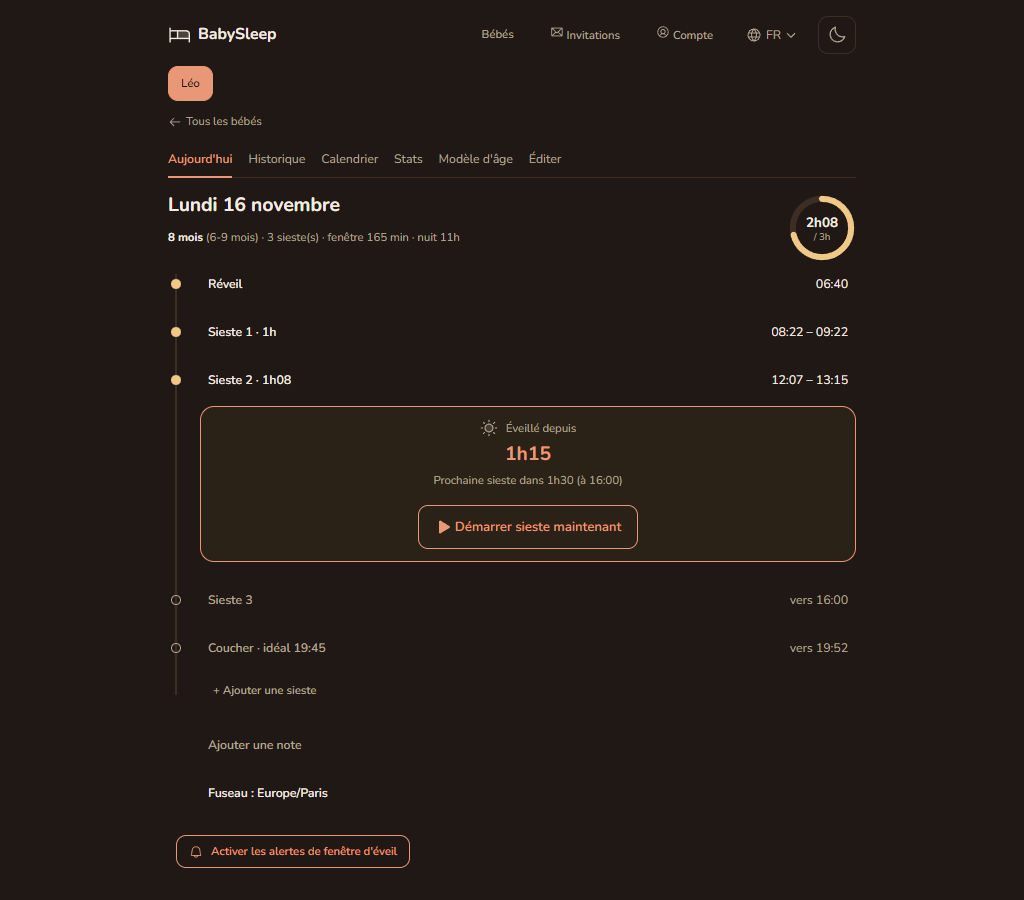 BabySleep
Bébés
Invitations
Compte
FR
Léo
← Tous les bébés
Aujourd'hui Historique Calendrier Stats Modèle d'âge Éditer
Lundi 16 novembre
8 mois (6-9 mois) · 3 sieste(s) · fenêtre 165 min · nuit 11h
2h08
/ 3h
Réveil 06:40
Sieste 1 · 1h 08:22 – 09:22
Sieste 2 · 1h08 12:07 – 13:15
Éveillé depuis
1h15
Prochaine sieste dans 1h30 (à 16:00)
Démarrer sieste maintenant
Sieste 3 vers 16:00
Coucher · idéal 19:45 vers 19:52
+ Ajouter une sieste
Ajouter une note
Fuseau : Europe/Paris
Activer les alertes de fenêtre d'éveil